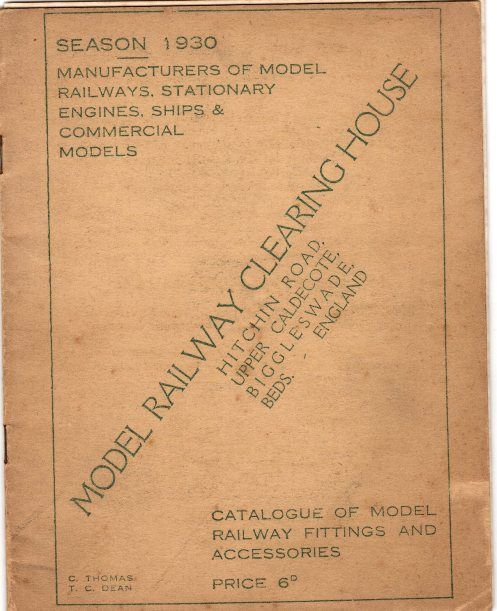 SEASON 1930
MANUFACTURERS OF MODEL
RAILWAYS, STATIONARY
ENGINES, SHIPS &
COMMERCIAL
MODELS
MODEL RAILWAY CLEARING HOUSE
HITCHIN ROAD,
UPPER CALDECOTE,
BIGGLESWADE,
BEDS. - ENGLAND
CATALOGUE OF MODEL
RAILWAY FITTINGS AND
ACCESSORIES
PRICE 6D
C. THOMAS
T. C. DEAN